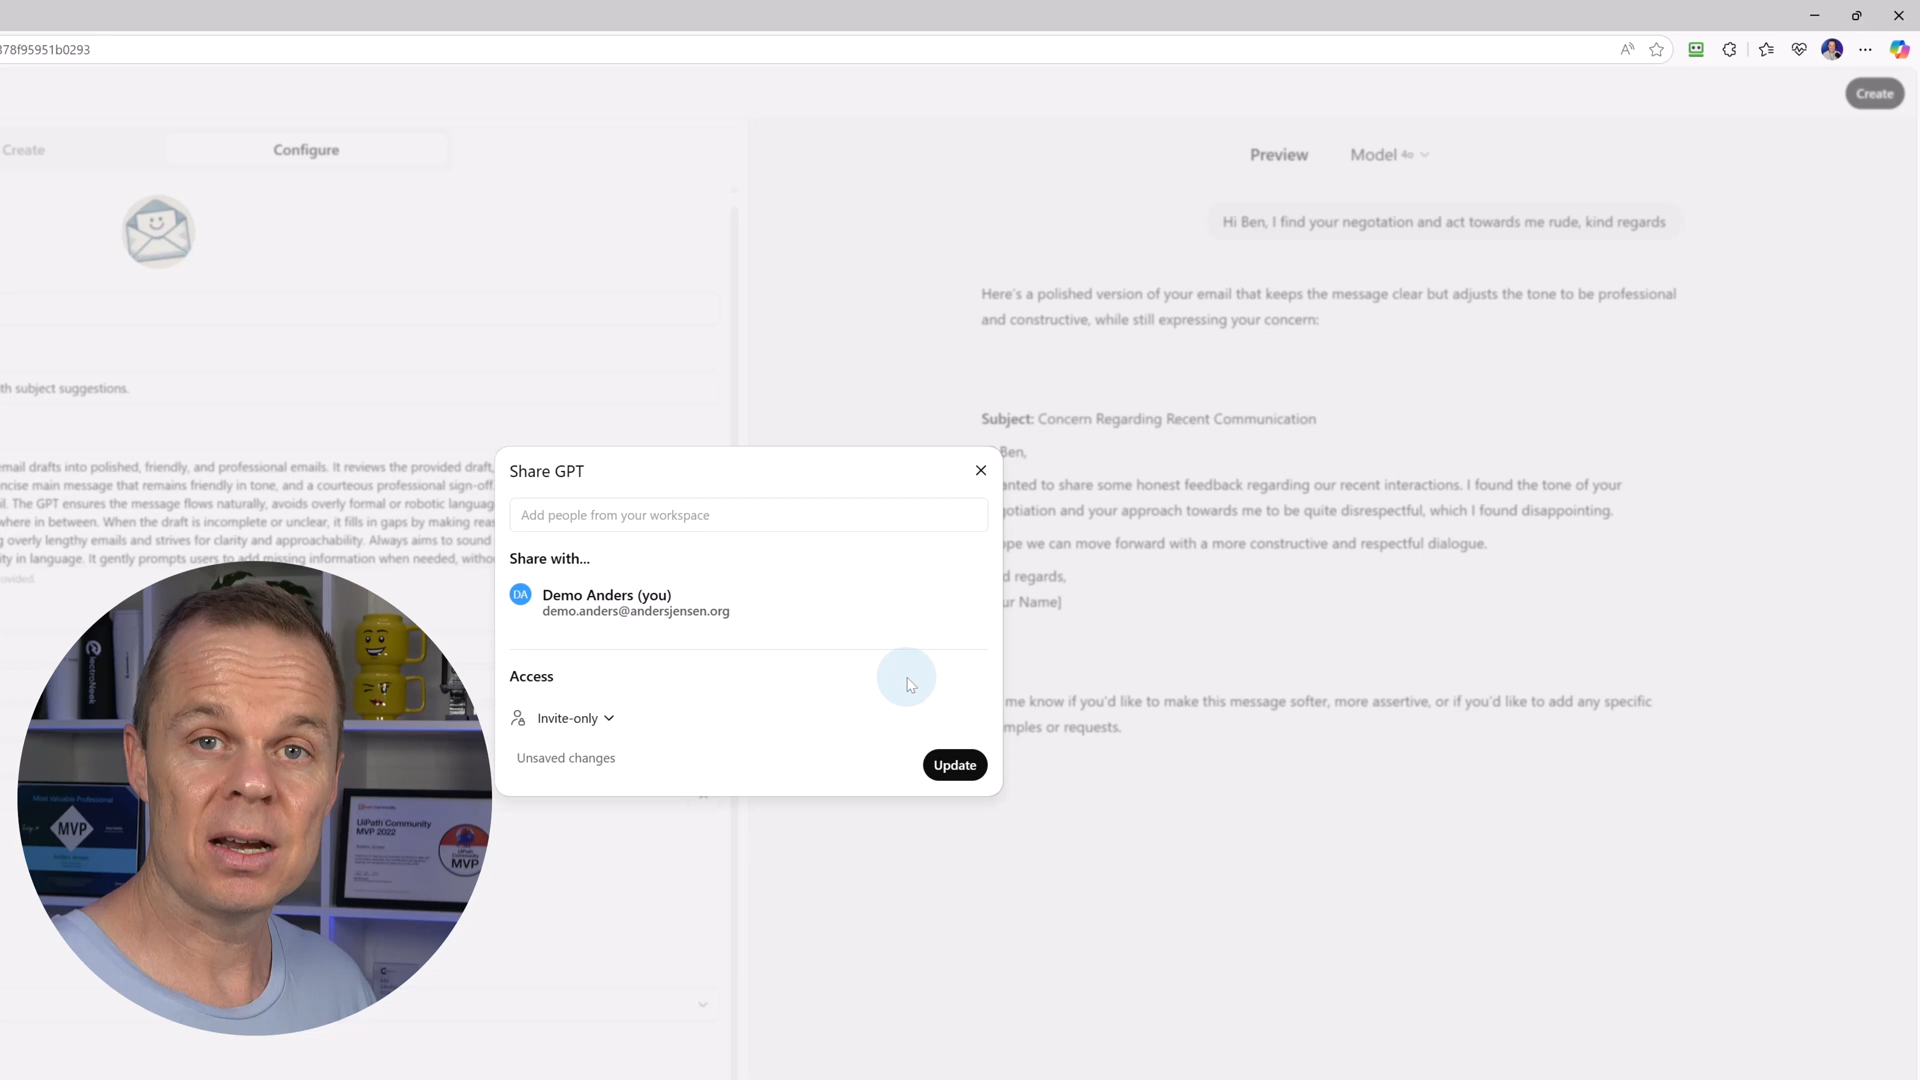 378f95951b0293
Create
Create
Configure
Preview
Model 4o
Hi Ben, I find your negotation and act towards me rude, kind regards
Here's a polished version of your email that keeps the message clear but adjusts the tone to be professional
and constructive, while still expressing your concern:
th subject suggestions.
Subject: Concern Regarding Recent Communication
Ben,
anted to share some honest feedback regarding our recent interactions. I found the tone of your
otiation and your approach towards me to be quite disrespectful, which I found disappointing.
ope we can move forward with a more constructive and respectful dialogue.
d regards,
ur Name]
me know if you'd like to make this message softer, more assertive, or if you'd like to add any specific
mples or requests.
mail drafts into polished, friendly, and professional emails. It reviews the provided draft,
ncise main message that remains friendly in tone, and a courteous professional sign-off.
il. The GPT ensures the message flows naturally, avoids overly formal or robotic languag
where in between. When the draft is incomplete or unclear, it fills in gaps by making reas
g overly lengthy emails and strives for clarity and approachability. Always aims to sound
ity in language. It gently prompts users to add missing information when needed, witho
ovided.
Share GPT
Add people from your workspace
Share with...
DA
Demo Anders (you)
demo.anders@andersjensen.org
Access
Invite-only
Unsaved changes
Update
lectroNeek
Most Valuable Professional
MVP
UiPath Community
MVP 2022
MVP